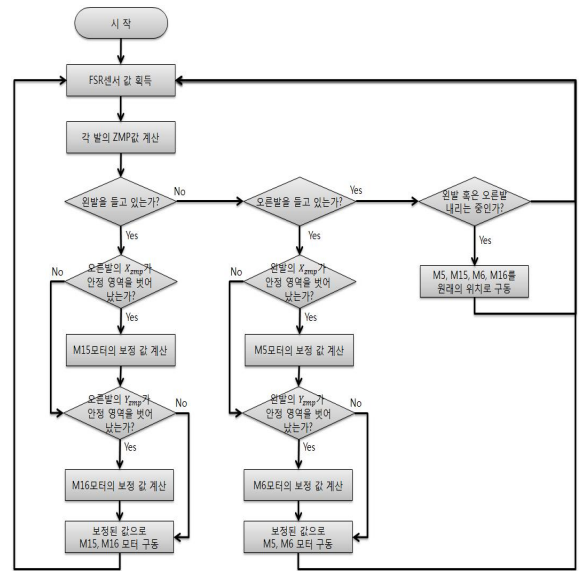 시 작
FSR센서 값 획득
각 발의 ZMP값 계산
왼발을 들고 있는가?
No
오른발을 들고 있는가?
Yes
왼발 혹은 오른발
내리는 중인가?
Yes
Yes
Yes
No
오른발의 Xzmp가
안정 영역을 벗어
났는가?
No
왼발의 Xzmp가
안정 영역을 벗어
났는가?
M5, M15, M6, M16를
원래의 위치로 구동
Yes
Yes
M15모터의 보정 값 계산
M5모터의 보정 값 계산
오른발의 Yzmp가
안정 영역을 벗어
났는가?
No
왼발의 Yzmp가
안정 영역을 벗어
났는가?
No
Yes
Yes
M16모터의 보정 값 계산
M6모터의 보정 값 계산
보정된 값으로
M15, M16 모터 구동
보정된 값으로
M5, M6 모터 구동